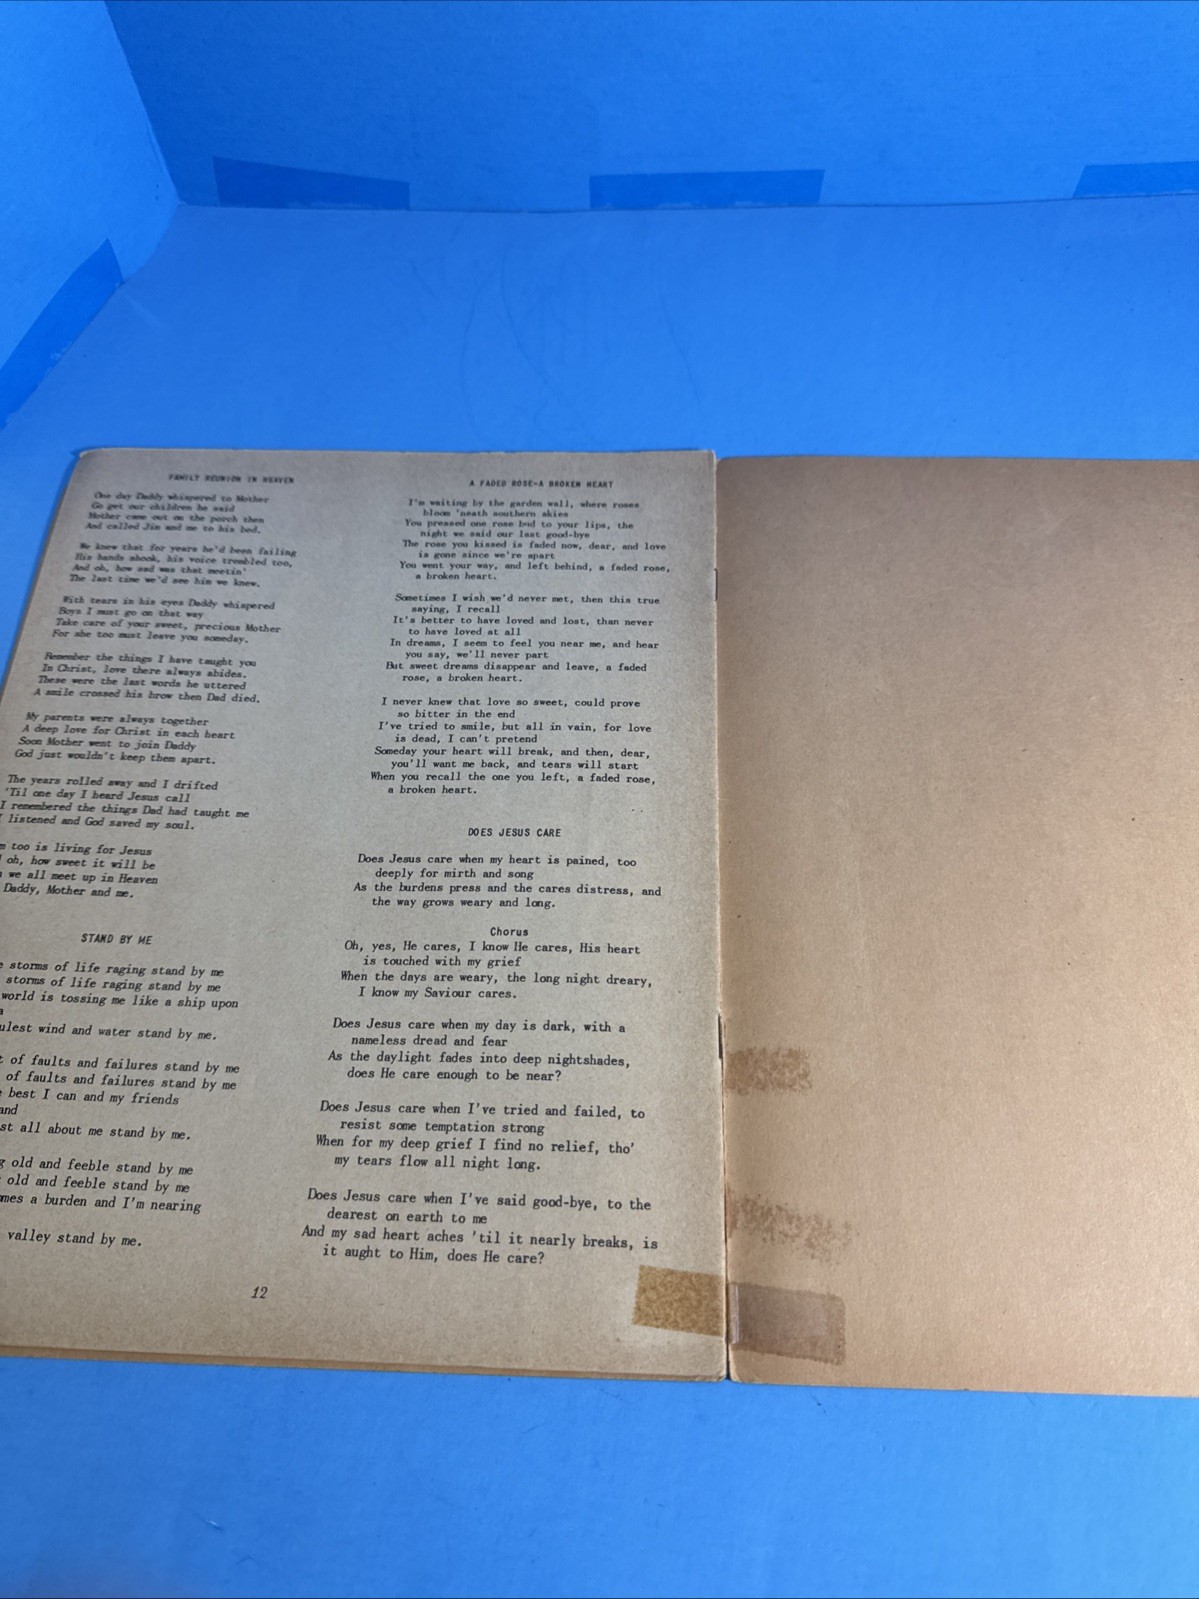 FAMILY REUNION IN HEAVEN
One day Daddy whispered to Mother
Go get our children he said
Mother came out on the porch then
And called Jim and me to his bed.
We knew that for years he'd been failing
His hands shook, his voice trembled too,
And oh, how sad was that meetin'
The last time we'd see him we knew.
With tears in his eyes Daddy whispered
Boys I must go on that way
Take care of your sweet, precious Mother
For she too must leave you someday.
Remember the things I have taught you
In Christ, love there always abides.
These were the last words he uttered
A smile crossed his brow then Dad died.
My parents were always together
A deep love for Christ in each heart
Soon Mother went to join Daddy
God just wouldn't keep them apart.
The years rolled away and I drifted
'Til one day I heard Jesus call
I remembered the things Dad had taught me
I listened and God saved my soul.
too is living for Jesus
oh, how sweet it will be
we all meet up in Heaven
Daddy, Mother and me.
STAND BY ME
storms of life raging stand by me
storms of life raging stand by me
world is tossing me like a ship upon
wind and water stand by me.
of faults and failures stand by me
of faults and failures stand by me
best I can and my friends
all about me stand by me.
old and feeble stand by me
old and feeble stand by me
a burden and I'm nearing
valley stand by me.
A FADED ROSE-A BROKEN HEART
I'm waiting by the garden wall, where roses
bloom 'neath southern skies
You pressed one rose bud to your lips, the
night we said our last good-bye
The rose you kissed is faded now, dear, and love
is gone since we're apart
You went your way, and left behind, a faded rose,
a broken heart.
Sometimes I wish we'd never met, then this true
saying, I recall
It's better to have loved and lost, than never
to have loved at all
In dreams, I seem to feel you near me, and hear
you say, we'll never part
But sweet dreams disappear and leave, a faded
rose, a broken heart.
I never knew that love so sweet, could prove
so bitter in the end
I've tried to smile, but all in vain, for love
is dead, I can't pretend
Someday your heart will break, and then, dear,
you'll want me back, and tears will start
When you recall the one you left, a faded rose,
a broken heart.
DOES JESUS CARE
Does Jesus care when my heart is pained, too
deeply for mirth and song
As the burdens press and the cares distress, and
the way grows weary and long.
Chorus
Oh, yes, He cares, I know He cares, His heart
is touched with my grief
When the days are weary, the long night dreary,
I know my Saviour cares.
Does Jesus care when my day is dark, with a
nameless dread and fear
As the daylight fades into deep nightshades,
does He care enough to be near?
Does Jesus care when I've tried and failed, to
resist some temptation strong
When for my deep grief I find no relief, tho'
my tears flow all night long.
Does Jesus care when I've said good-bye, to the
dearest on earth to me
And my sad heart aches 'til it nearly breaks, is
it aught to Him, does He care?
12